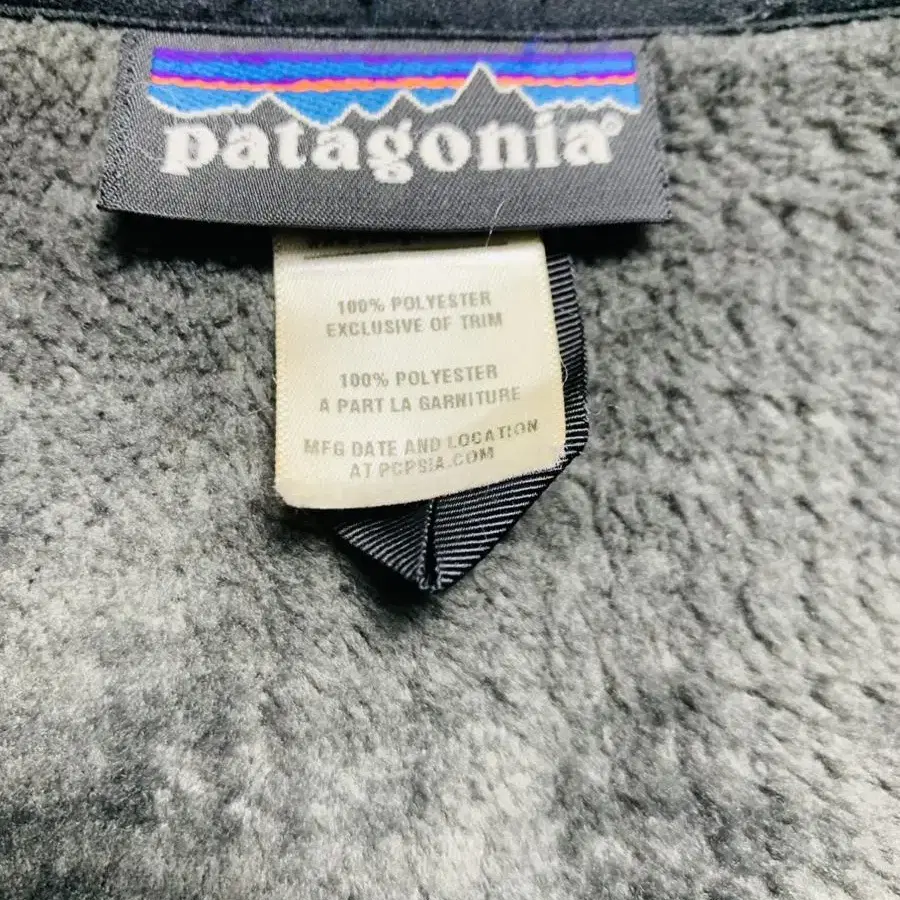 patagonia®
100% POLYESTER
EXCLUSIVE OF TRIM
100% POLYESTER
A PART LA GARNITURE
MFG DATE AND LOCATION
AT PCPSIA.COM